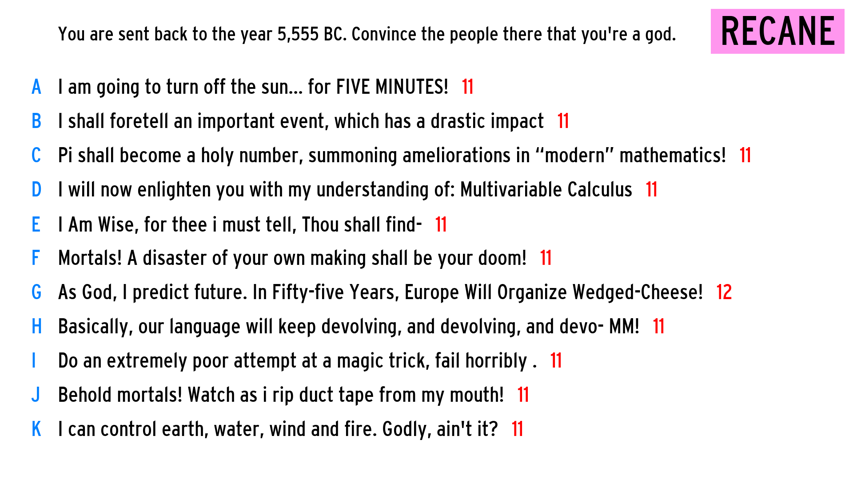 You are sent back to the year 5,555 BC. Convince the people there that you're a god.
RECANE
A I am going to turn off the sun... for FIVE MINUTES! 11
B I shall foretell an important event, which has a drastic impact 11
C Pi shall become a holy number, summoning ameliorations in “modern” mathematics! 11
D I will now enlighten you with my understanding of: Multivariable Calculus 11
E I Am Wise, for thee i must tell, Thou shall find- 11
F Mortals! A disaster of your own making shall be your doom! 11
G As God, I predict future. In Fifty-five Years, Europe Will Organize Wedged-Cheese! 12
H Basically, our language will keep devolving, and devolving, and devo- MM! 11
I Do an extremely poor attempt at a magic trick, fail horribly . 11
J Behold mortals! Watch as i rip duct tape from my mouth! 11
K I can control earth, water, wind and fire. Godly, ain't it? 11